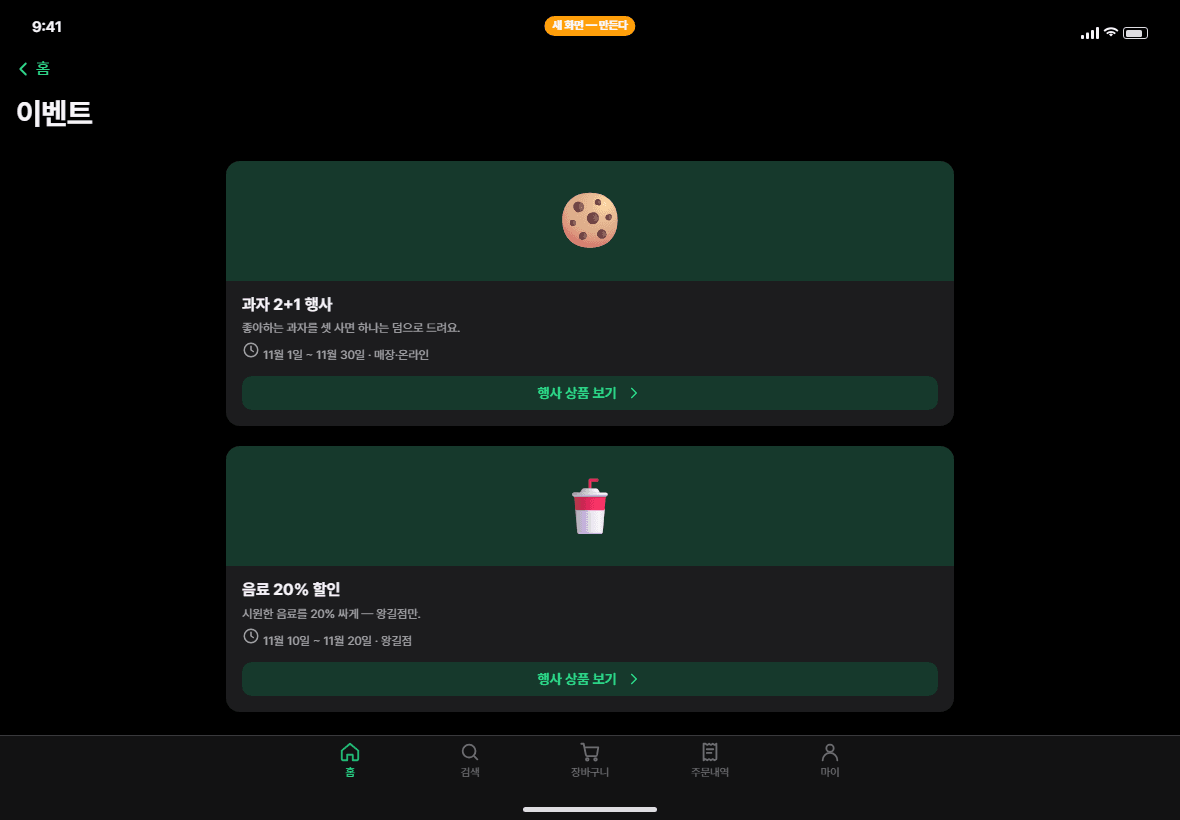 9:41
새 화면 — 만든다
홈
이벤트
과자 2+1 행사
좋아하는 과자를 셋 사면 하나는 덤으로 드려요.
11월 1일 ~ 11월 30일 · 매장·온라인
행사 상품 보기
음료 20% 할인
시원한 음료를 20% 싸게 — 왕길점만.
11월 10일 ~ 11월 20일 · 왕길점
행사 상품 보기
홈
검색
장바구니
주문내역
마이